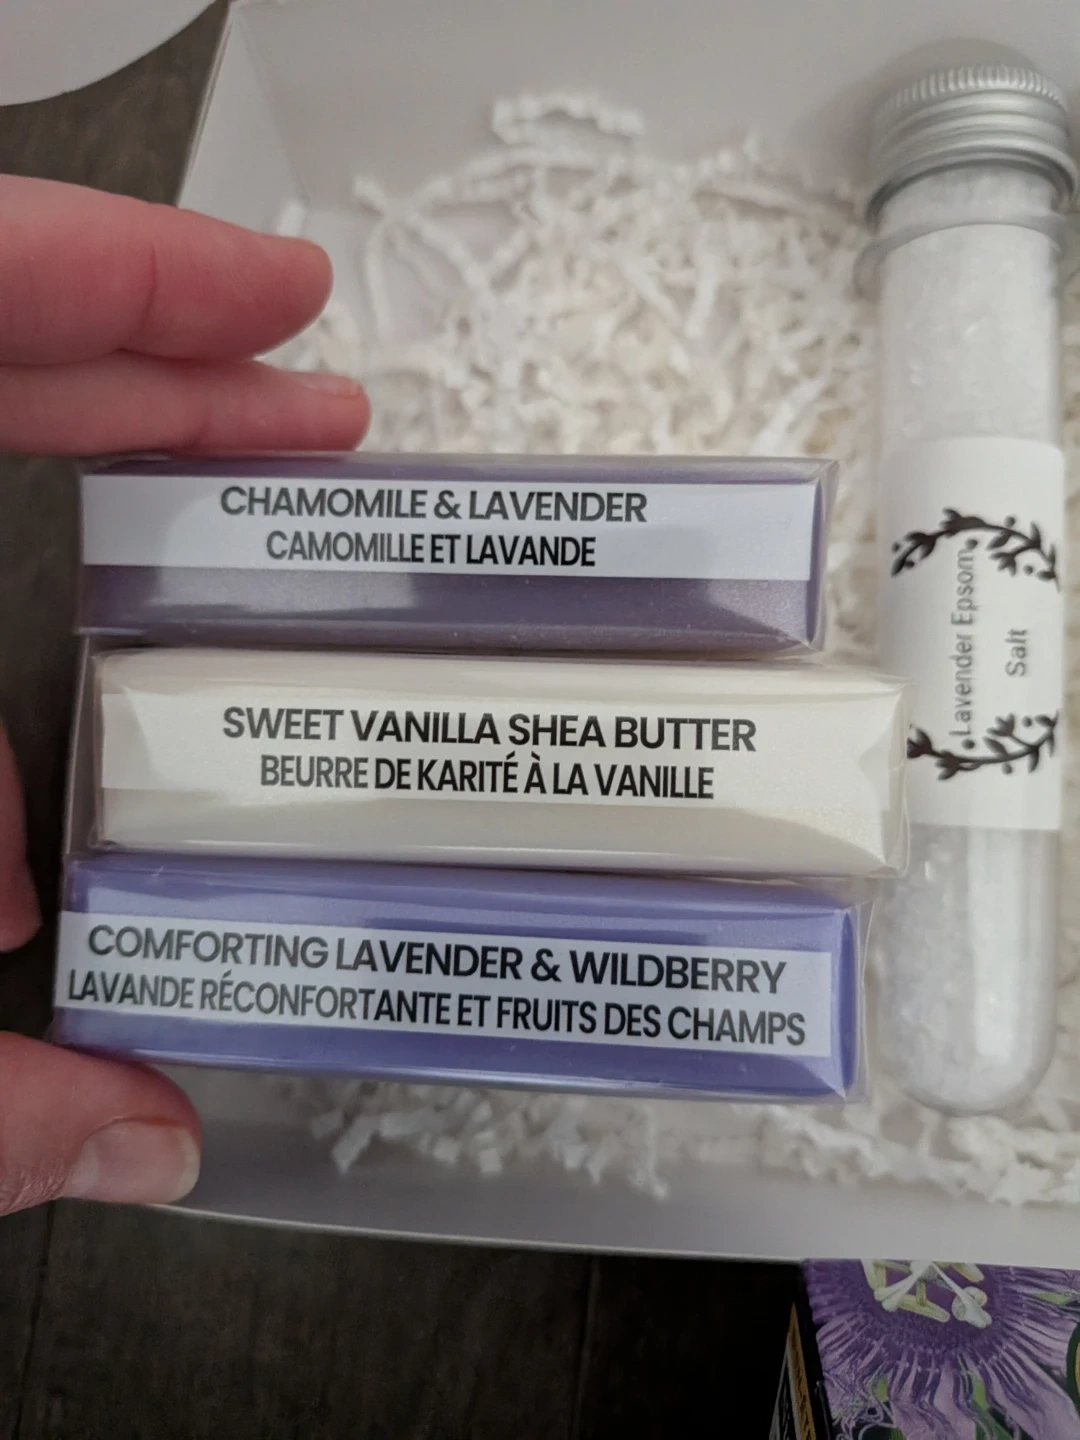 CHAMOMILE & LAVENDER
CAMOMILLE ET LAVANDE
SWEET VANILLA SHEA BUTTER
BEURRE DE KARITÉ À LA VANILLE
COMFORTING LAVENDER & WILDBERRY
LAVANDE RÉCONFORTANTE ET FRUITS DES CHAMPS
Lavender Epsom
Salt